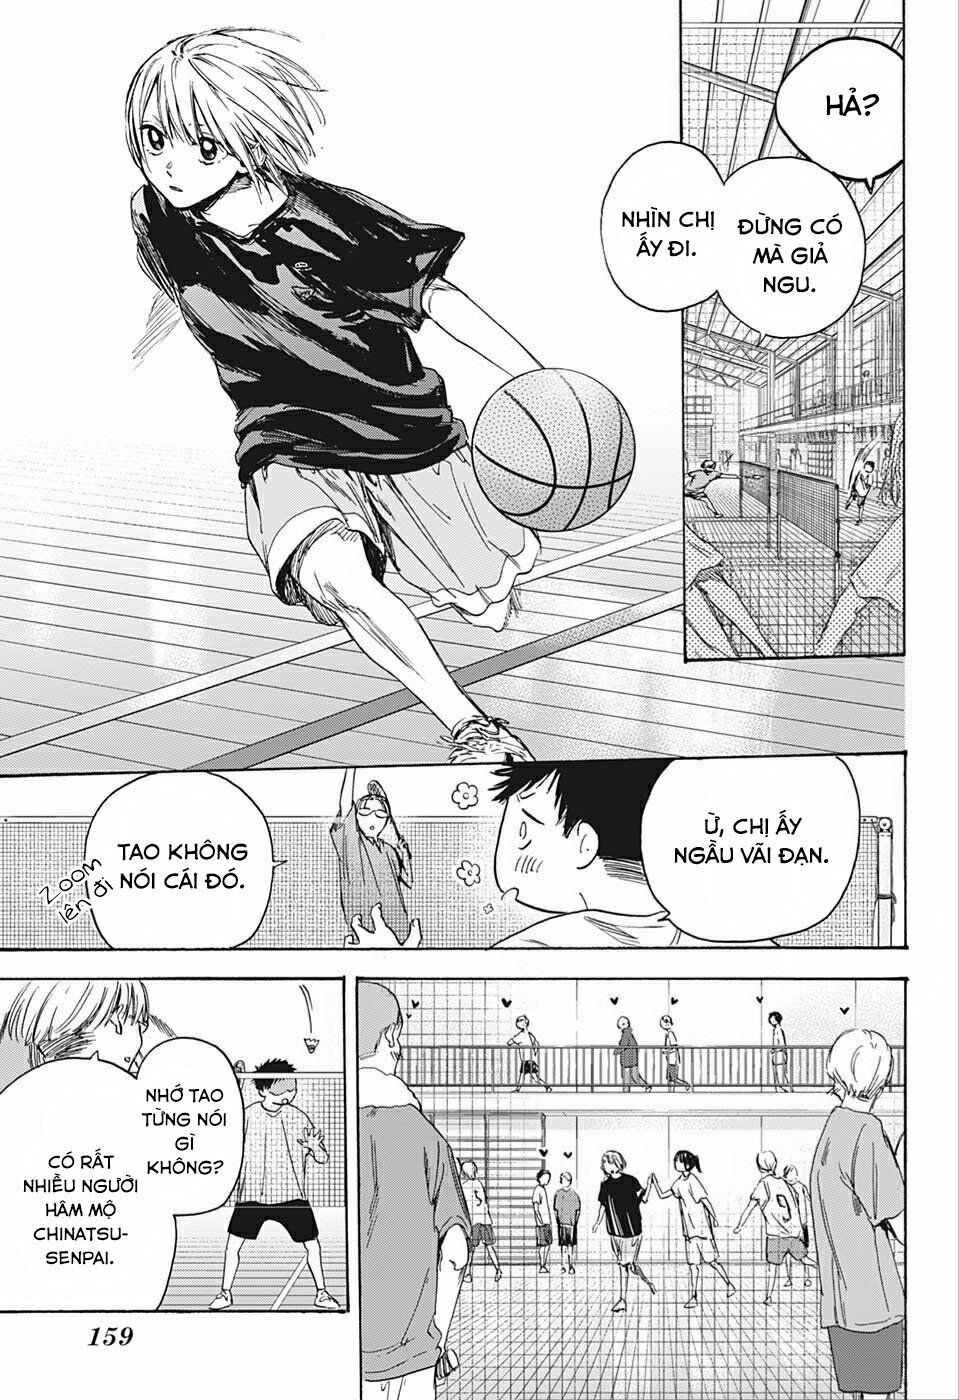 HẢ?
ĐỪNG CÓ
MÀ GIẢ
NGU.
NHÌN CHỊ
ẤY ĐI.
Ừ, CHỊ ẤY
NGẦU VÃI ĐẠN.
TAO KHÔNG
NÓI CÁI ĐÓ.
Zoom
lên ời
NHỚ TAO
TỪNG NÓI
GÌ
KHÔNG?
CÓ RẤT
NHIỀU NGƯỜI
HÂM MỘ
CHINATSU-
SENPAI.
159